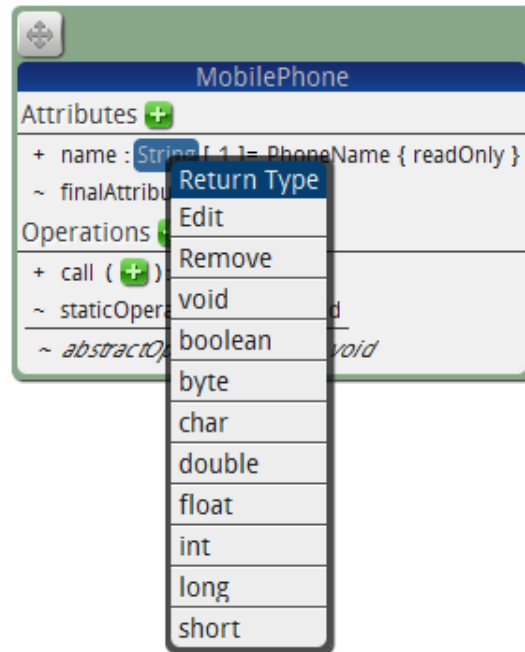 MobilePhone
Attributes
+ name : String [ 1 ]= PhoneName { readOnly }
~ finalAttribu
Operations
+ call ( ) :
~ staticOpera d
~ abstractOp void
Return Type
Edit
Remove
void
boolean
byte
char
double
float
int
long
short